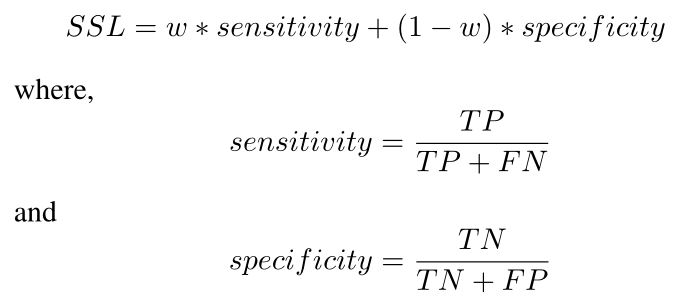 SSL = w * sensitivity + (1 − w) * specificity
where,
sensitivity = TP / (TP + FN)
and
specificity = TN / (TN + FP)